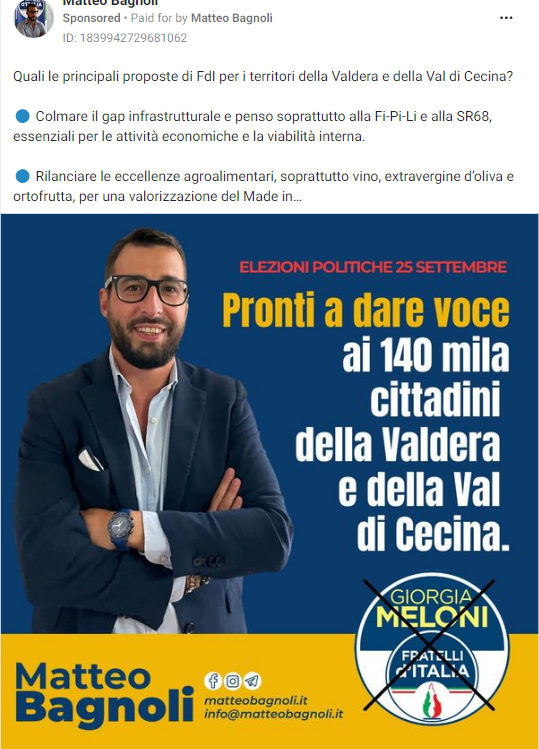 Matteo Bagnoli
Sponsored • Paid for by Matteo Bagnoli
ID: 1839942729681062
Quali le principali proposte di FdI per i territori della Valdera e della Val di Cecina?
🔵 Colmare il gap infrastrutturale e penso soprattutto alla Fi-Pi-Li e alla SR68,
essenziali per le attività economiche e la viabilità interna.
🔵 Rilanciare le eccellenze agroalimentari, soprattutto vino, extravergine d’oliva e
ortofrutta, per una valorizzazione del Made in...
ELEZIONI POLITICHE 25 SETTEMBRE
Pronti a dare voce
ai 140 mila
cittadini
della Valdera
e della Val
di Cecina.
GIORGIA
MELONI
FRATELLI
d'ITALIA
Matteo
Bagnoli
matteobagnoli.it
info@matteobagnoli.it